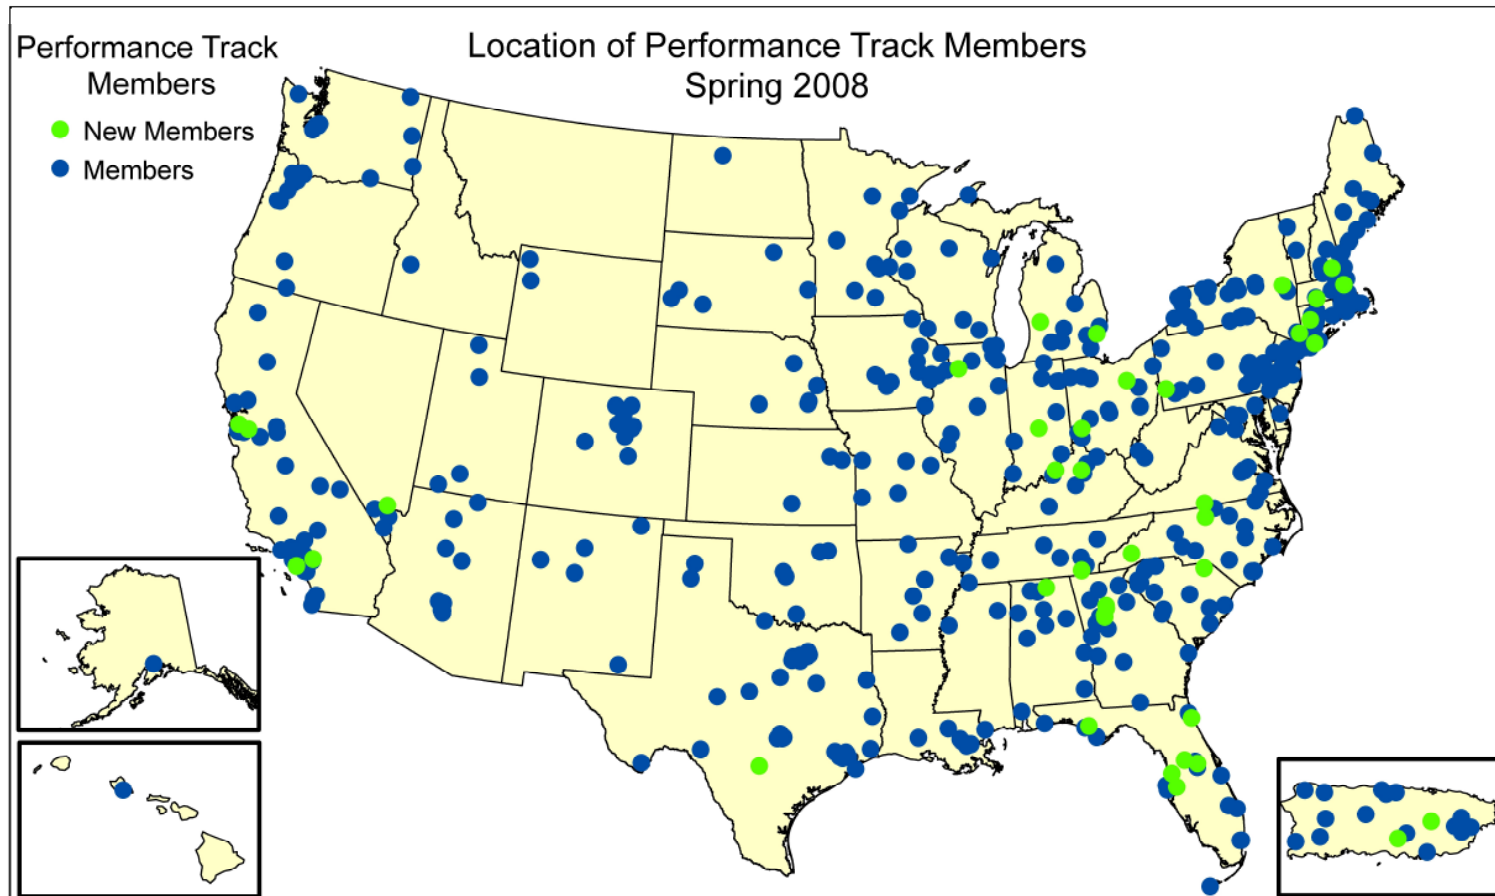 Performance Track
Members
New Members
Members
Location of Performance Track Members
Spring 2008